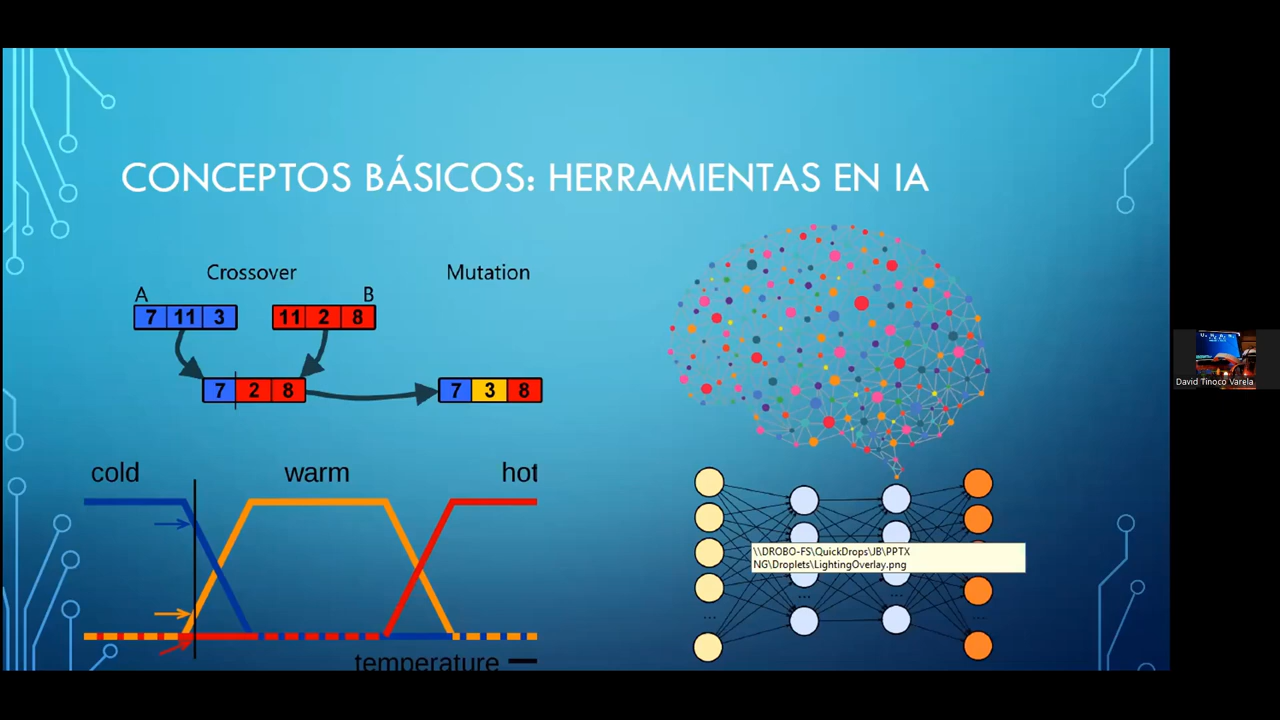 CONCEPTOS BÁSICOS: HERRAMIENTAS EN IA
Crossover
Mutation
A
B
7 11 3
11 2 8
7 2 8
7 3 8
cold
warm
hot
temperature
\\DROBO-FS\QuickDrops\JB\PPTX
NG\Droplets\LightingOverlay.png
...
...
...
David Tinoco Varela